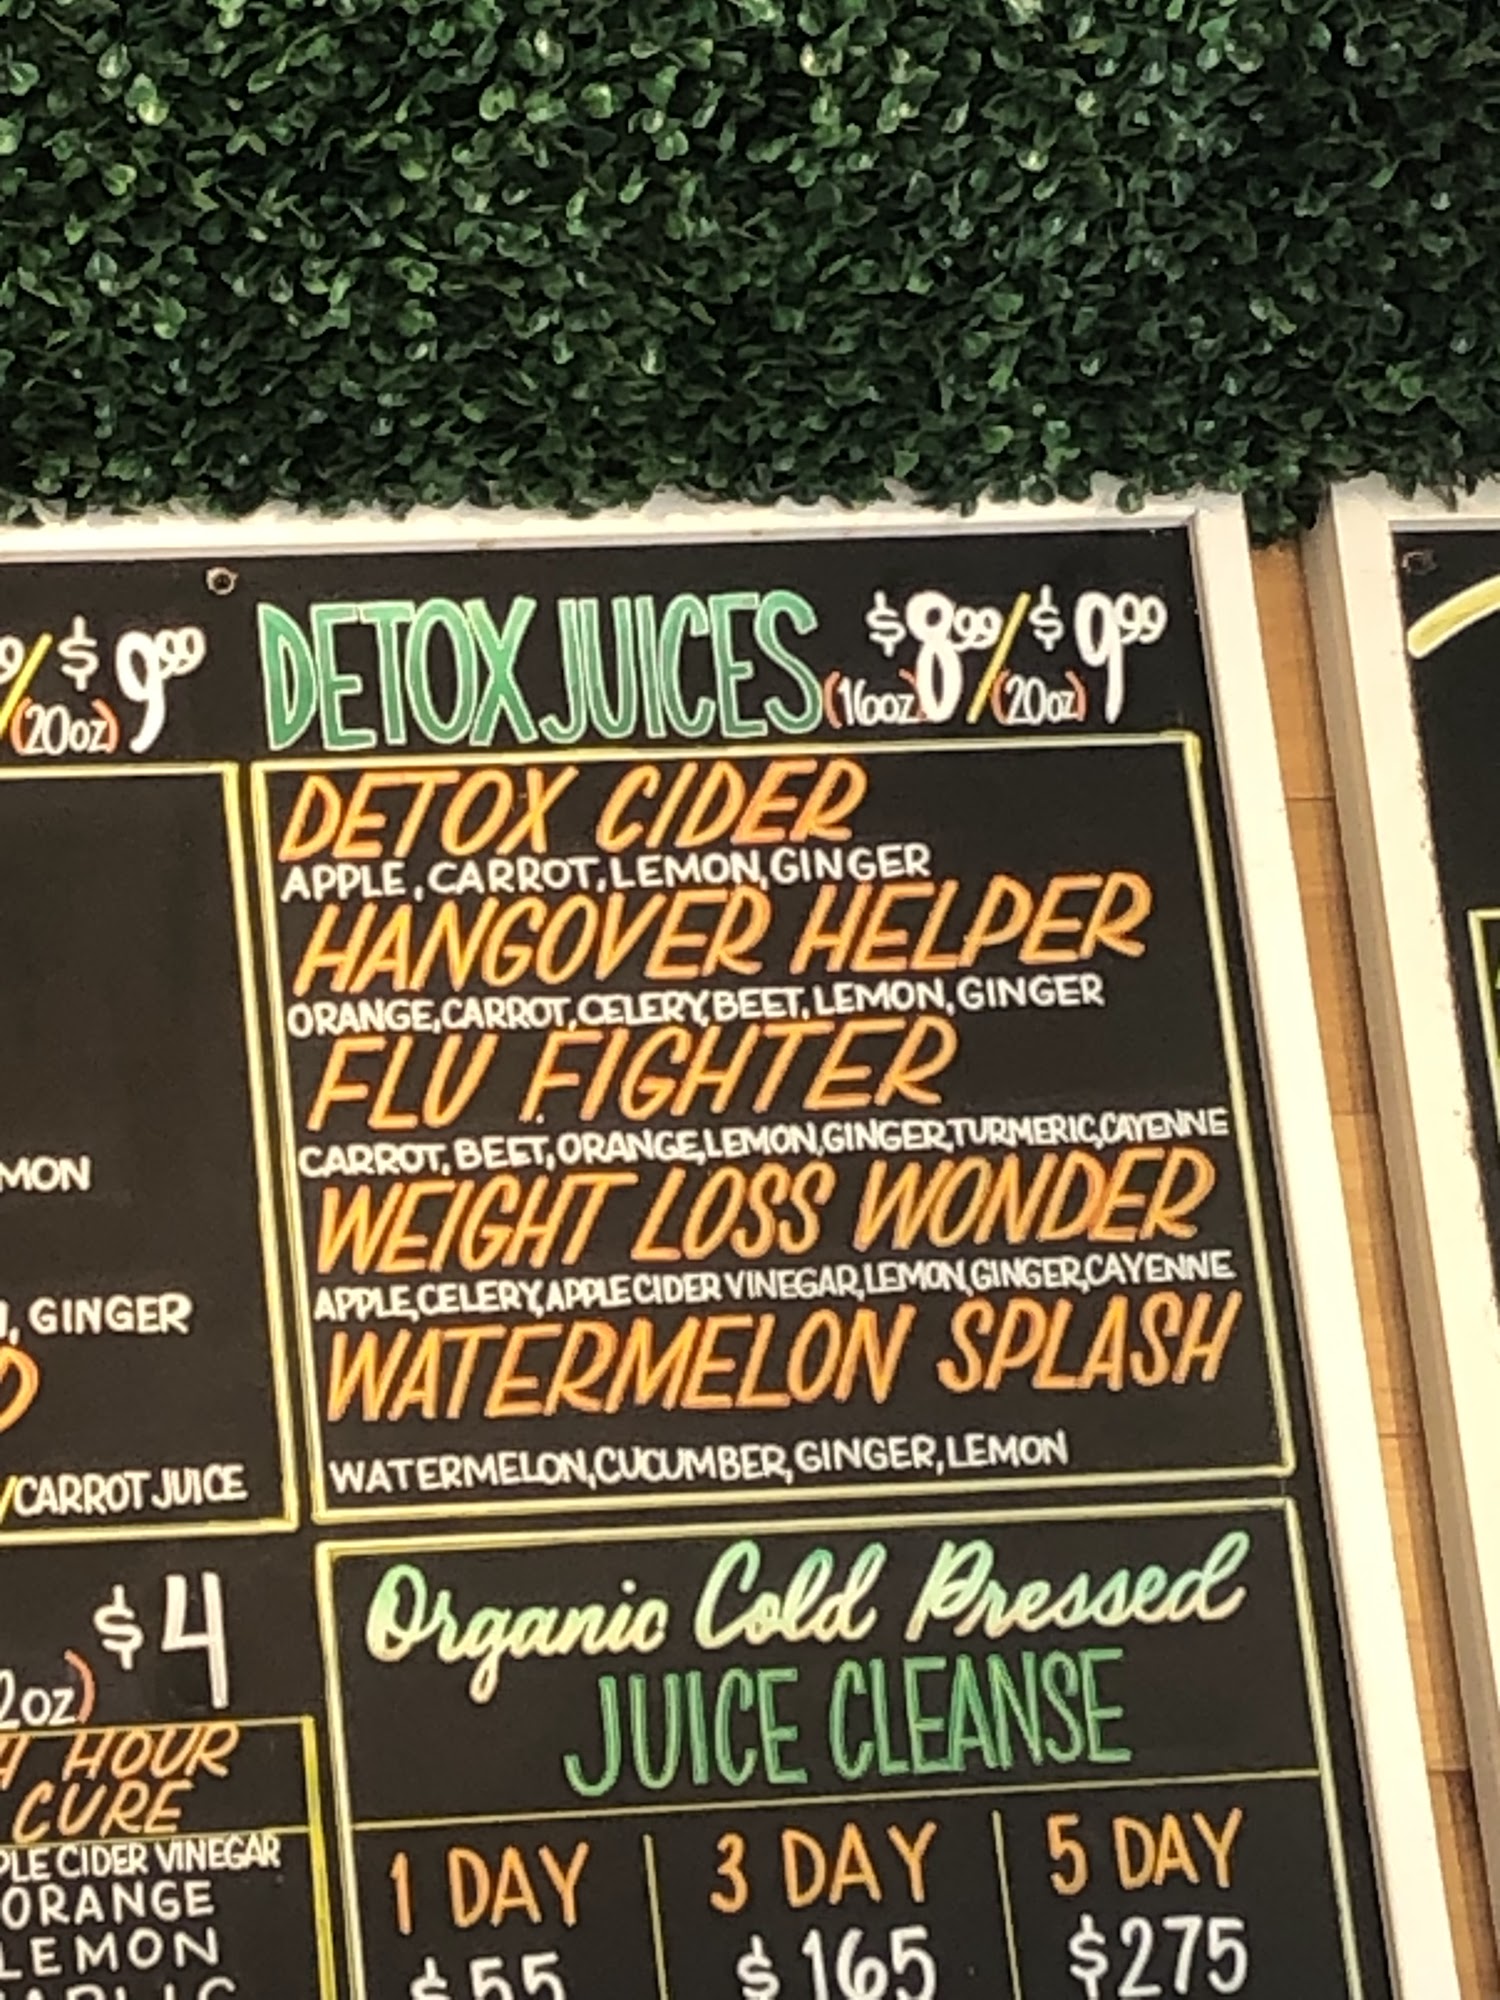 $9.99
(20oz)
MON
GINGER
/CARROT JUICE
$4
HOUR
CURE
CIDER VINEGAR
ORANGE
LEMON
DETOX JUICES (16oz) $8.99/(20oz) $9.99
DETOX CIDER
APPLE, CARROT, LEMON, GINGER
HANGOVER HELPER
ORANGE, CARROT, CELERY, BEET, LEMON, GINGER
FLU FIGHTER
CARROT, BEET, ORANGE, LEMON, GINGER, TURMERIC, CAYENNE
WEIGHT LOSS WONDER
APPLE, CELERY, APPLE CIDER VINEGAR, LEMON, GINGER, CAYENNE
WATERMELON SPLASH
WATERMELON, CUCUMBER, GINGER, LEMON
Organic Cold Pressed
JUICE CLEANSE
1 DAY 3 DAY 5 DAY
$55 $165 $275